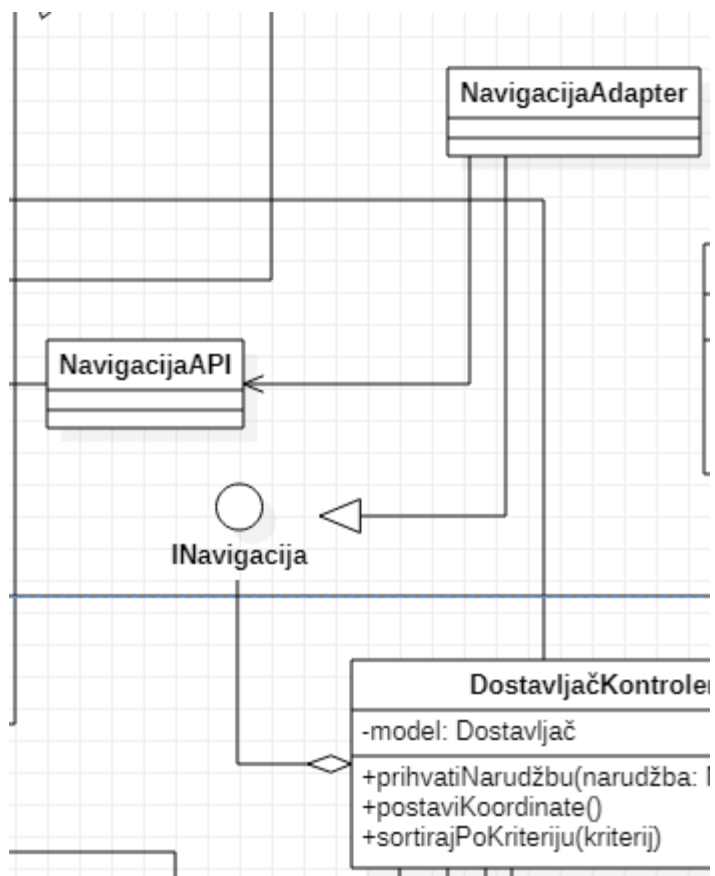 NavigacijaAdapter
NavigacijaAPI
INavigacija
DostavljačKontroler
-model: Dostavljač
+prihvatiNarudžbu(narudžba:
+postaviKoordinate()
+sortirajPoKriteriju(kriterij)